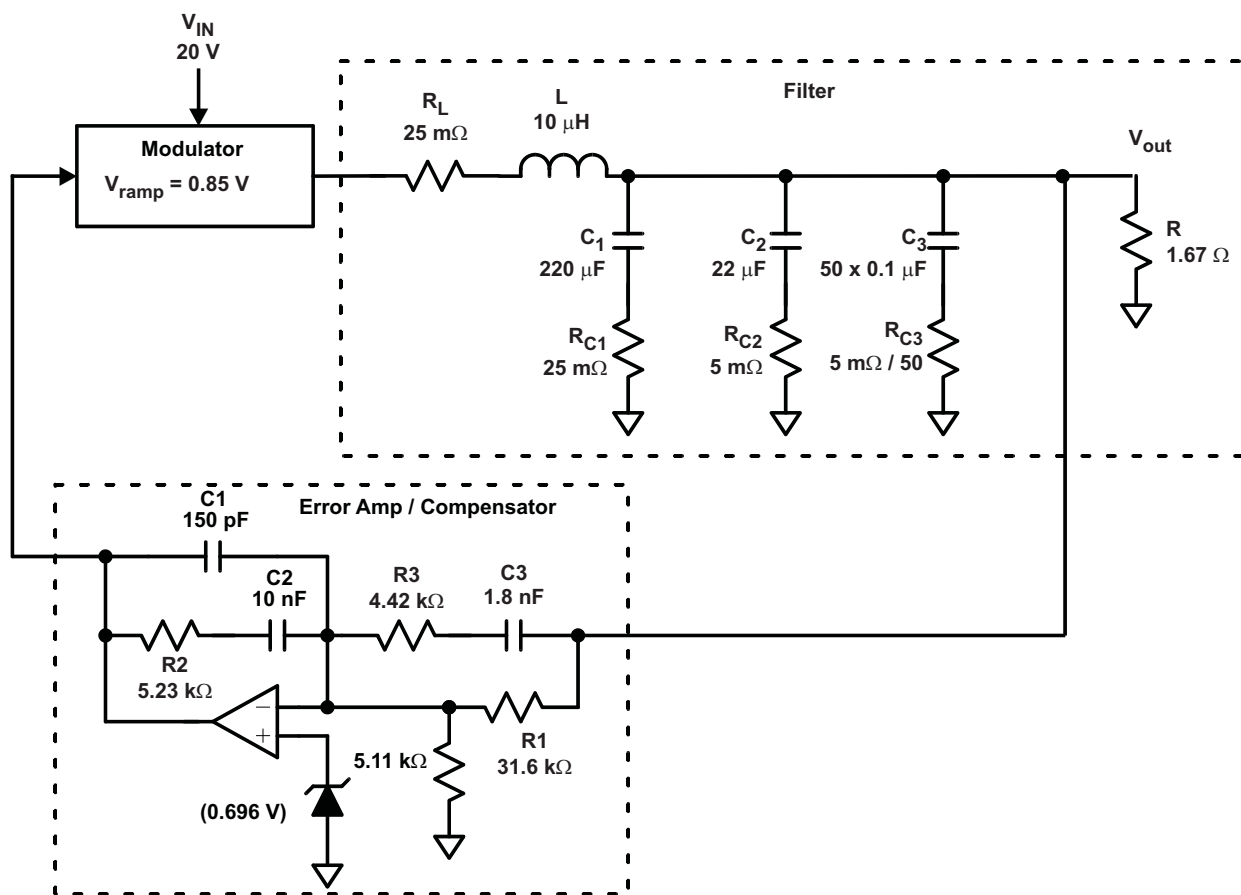 V_IN
20 V
Modulator
V_ramp = 0.85 V
Filter
R_L
25 mΩ
L
10 μH
V_out
C_1
220 μF
C_2
22 μF
C_3
50 x 0.1 μF
R
1.67 Ω
R_C1
25 mΩ
R_C2
5 mΩ
R_C3
5 mΩ / 50
Error Amp / Compensator
C1
150 pF
C2
10 nF
R3
4.42 kΩ
C3
1.8 nF
R2
5.23 kΩ
−
+
R1
31.6 kΩ
5.11 kΩ
(0.696 V)